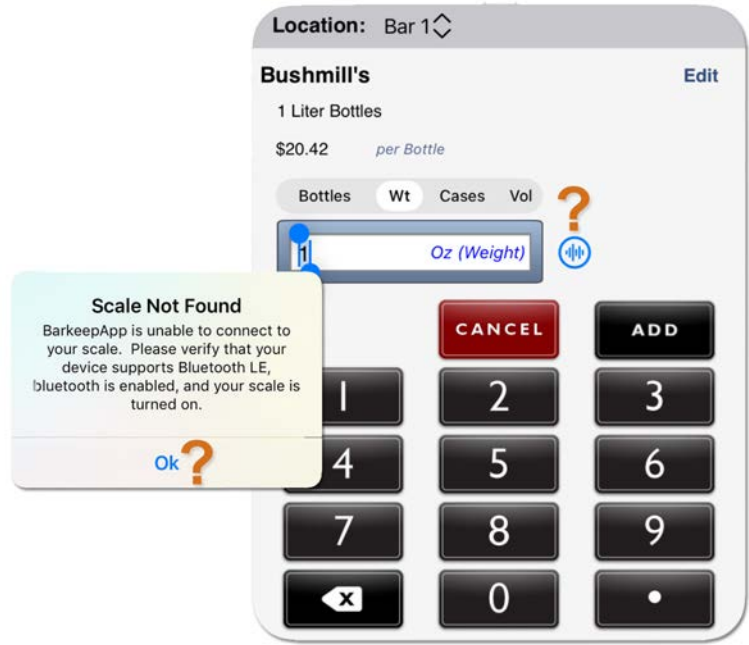 Location: Bar 1
Bushmill's
Edit
1 Liter Bottles
$20.42 per Bottle
Bottles Wt Cases Vol
?
1 Oz (Weight)
Scale Not Found
BarkeepApp is unable to connect to
your scale. Please verify that your
device supports Bluetooth LE,
bluetooth is enabled, and your scale is
turned on.
Ok ?
CANCEL ADD
1 2 3
4 5 6
7 8 9
x 0 .